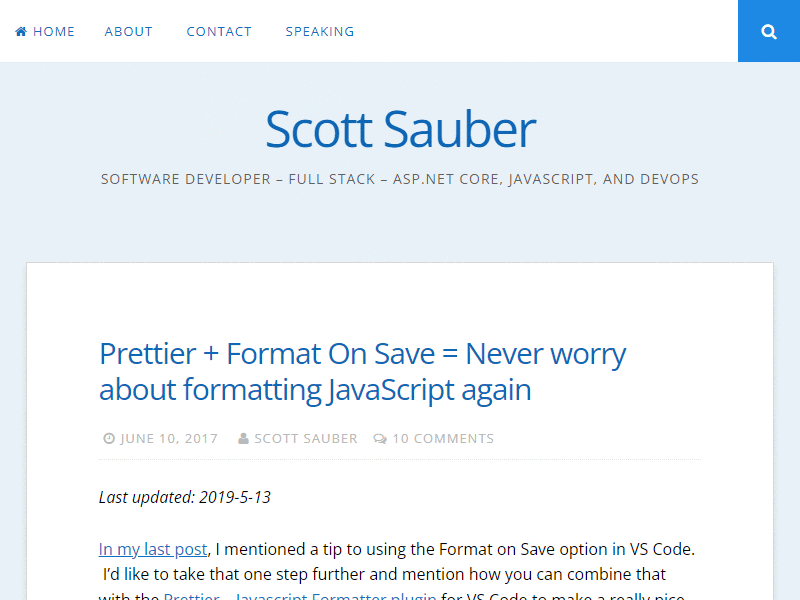 HOME ABOUT CONTACT SPEAKING
Scott Sauber
SOFTWARE DEVELOPER – FULL STACK – ASP.NET CORE, JAVASCRIPT, AND DEVOPS
Prettier + Format On Save = Never worry
about formatting JavaScript again
JUNE 10, 2017 SCOTT SAUBER 10 COMMENTS
Last updated: 2019-5-13
In my last post, I mentioned a tip to using the Format on Save option in VS Code.
I’d like to take that one step further and mention how you can combine that
with the Prettier – Javascript Formatter plugin for VS Code to make a really nice